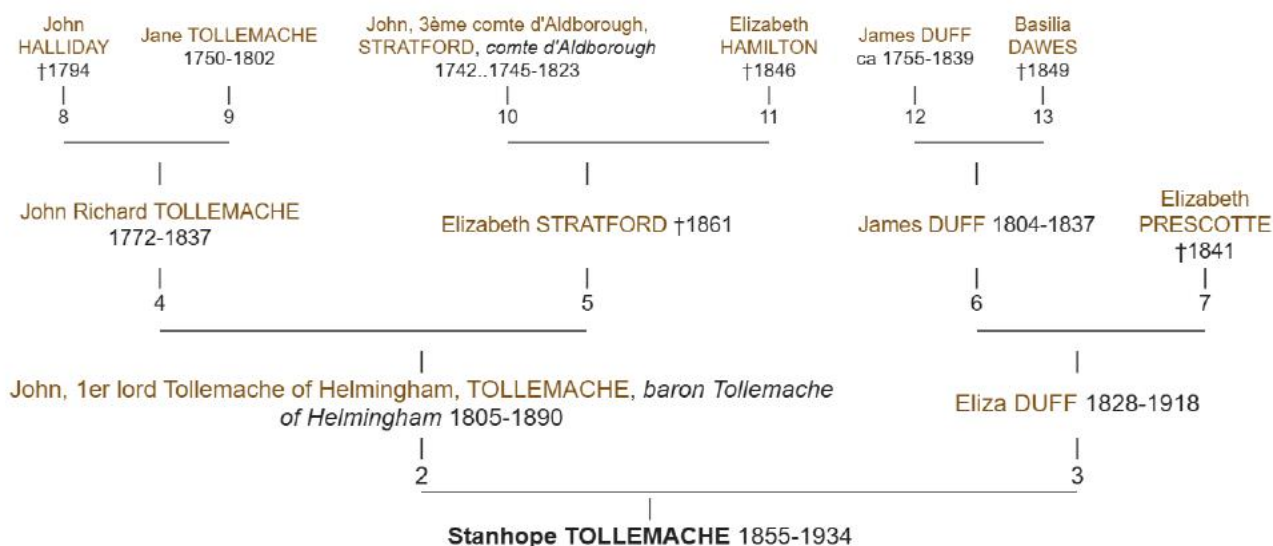 John
HALLIDAY
†1794
Jane TOLLEMACHE
1750-1802
John, 3ème comte d'Aldborough,
STRATFORD, comte d'Aldborough
1742..1745-1823
Elizabeth
HAMILTON
†1846
James DUFF
ca 1755-1839
Basilia
DAWES
†1849
8
9
10
11
12
13
John Richard TOLLEMACHE
1772-1837
Elizabeth STRATFORD †1861
James DUFF 1804-1837
Elizabeth
PRESCOTTE
†1841
4
5
6
7
John, 1er lord Tollemache of Helmingham, TOLLEMACHE, baron Tollemache
of Helmingham 1805-1890
Eliza DUFF 1828-1918
2
3
Stanhope TOLLEMACHE 1855-1934